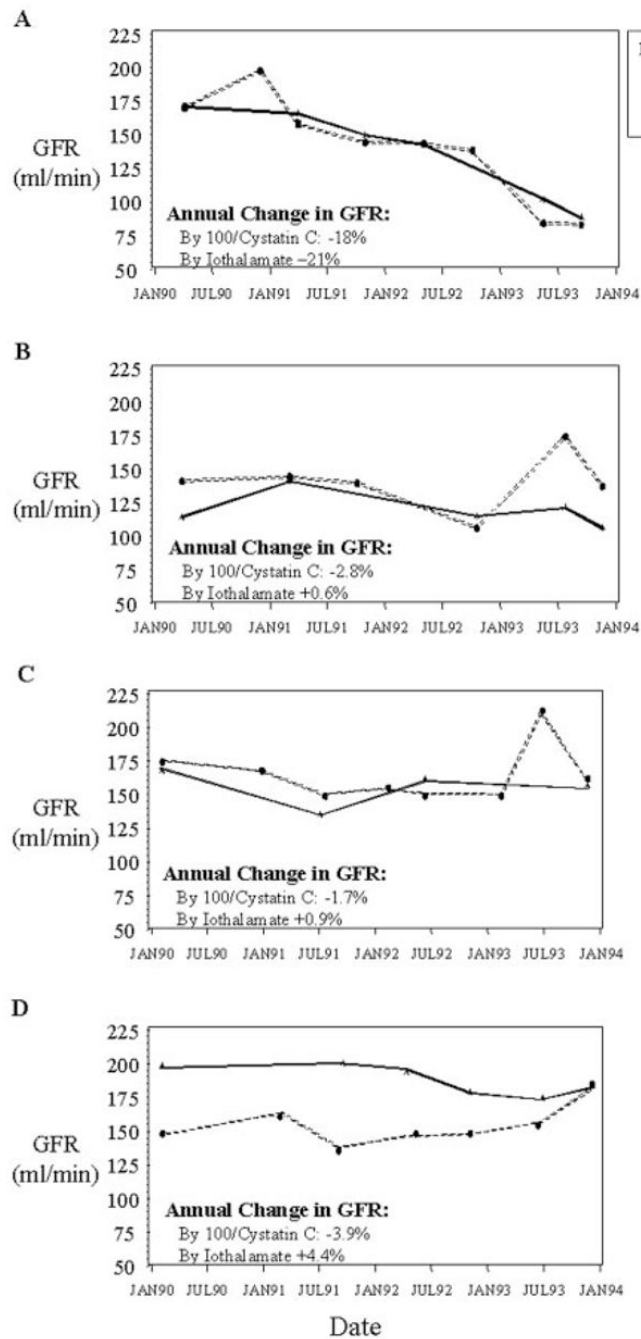 A
225
200
175
150
125
100
75
50
GFR
(ml/min)
Annual Change in GFR:
By 100/Cystatin C: -18%
By Iothalamate –21%
JAN90 JUL90 JAN91 JUL91 JAN92 JUL92 JAN93 JUL93 JAN94
B
225
200
175
150
125
100
75
50
GFR
(ml/min)
Annual Change in GFR:
By 100/Cystatin C: -2.8%
By Iothalamate +0.6%
JAN90 JUL90 JAN91 JUL91 JAN92 JUL92 JAN93 JUL93 JAN94
C
225
200
175
150
125
100
75
50
GFR
(ml/min)
Annual Change in GFR:
By 100/Cystatin C: -1.7%
By Iothalamate +0.9%
JAN90 JUL90 JAN91 JUL91 JAN92 JUL92 JAN93 JUL93 JAN94
D
225
200
175
150
125
100
75
50
GFR
(ml/min)
Annual Change in GFR:
By 100/Cystatin C: -3.9%
By Iothalamate +4.4%
JAN90 JUL90 JAN91 JUL91 JAN92 JUL92 JAN93 JUL93 JAN94
Date